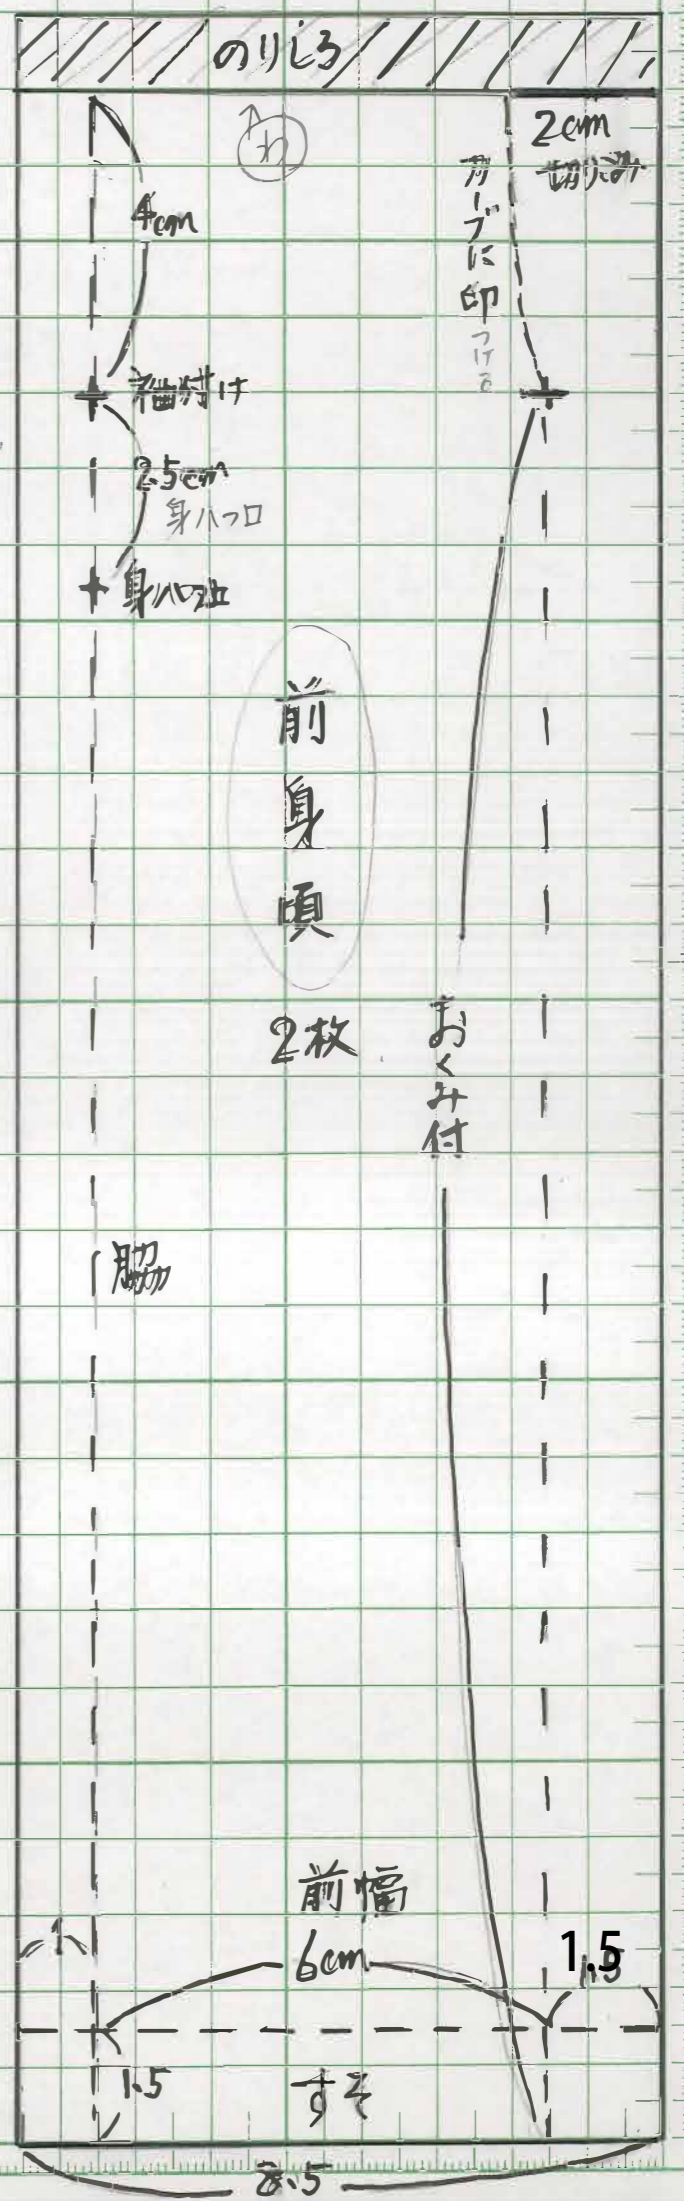 のりしろ
わ
2cm
切り込み
カーブに印つける
4cm
袖付け
2.5cm
身八つ口
身八口止
前身頃
2枚
おくみ付
脇
前幅
6cm
1
1.5
1.5
すそ
8.5